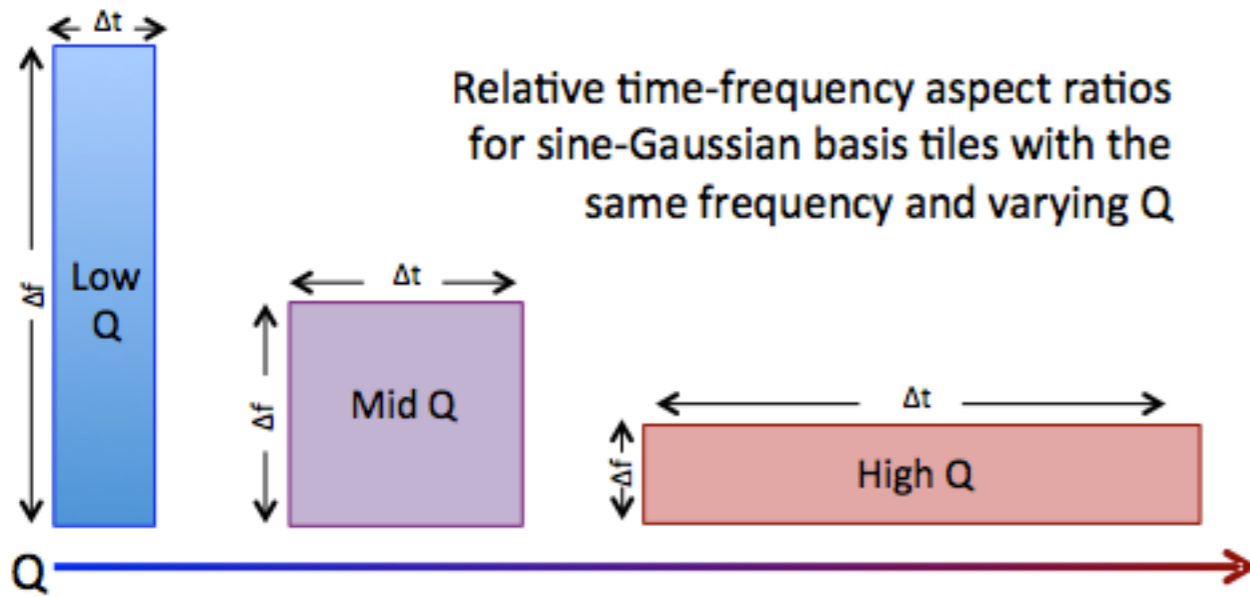 Δt
Relative time-frequency aspect ratios
for sine-Gaussian basis tiles with the
same frequency and varying Q
Δf
Low
Q
Δt
Δf
Mid Q
Δt
Δf
High Q
Q